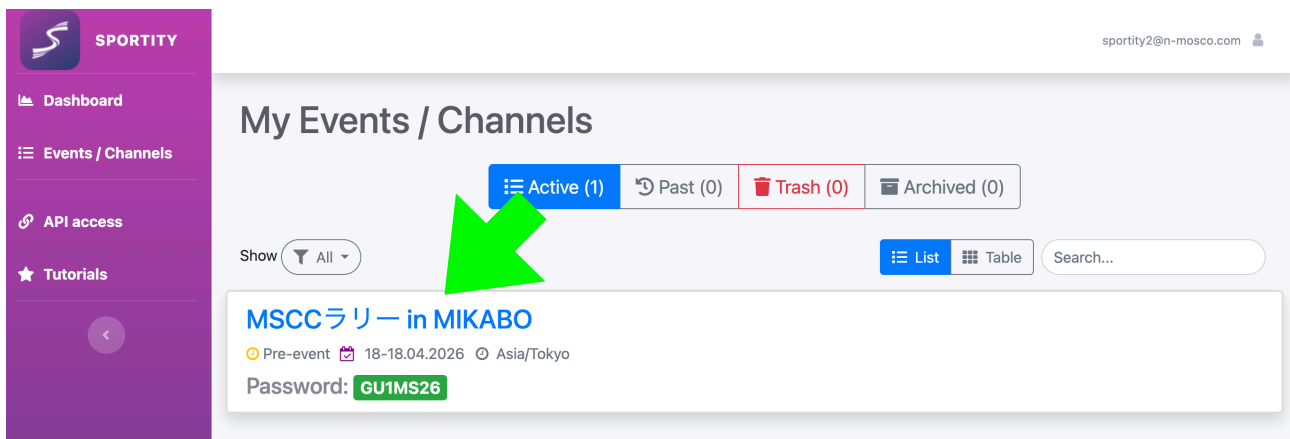 SPORTITY
sportity2@n-mosco.com
Dashboard
Events / Channels
API access
Tutorials
My Events / Channels
Active (1) Past (0) Trash (0) Archived (0)
Show All List Table Search...
MSCCラリー in MIKABO
Pre-event 18-18.04.2026 Asia/Tokyo
Password: GU1MS26